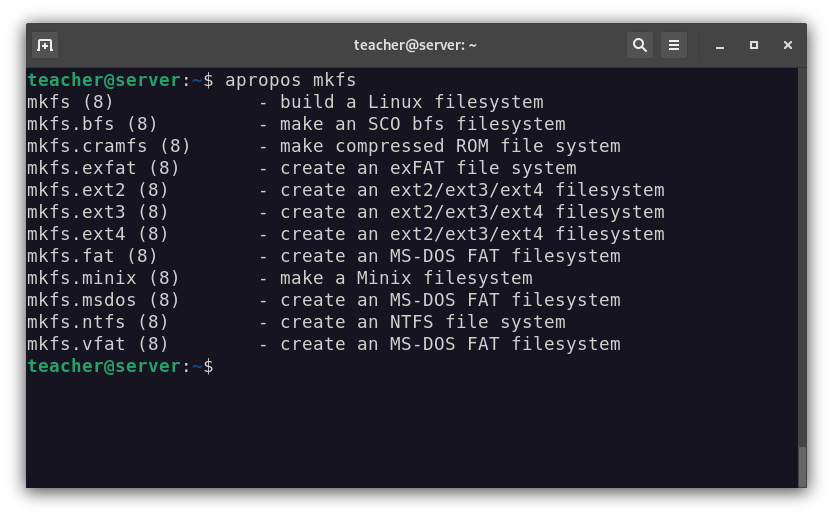 teacher@server: ~
teacher@server:~$ apropos mkfs
mkfs (8)             - build a Linux filesystem
mkfs.bfs (8)         - make an SCO bfs filesystem
mkfs.cramfs (8)      - make compressed ROM file system
mkfs.exfat (8)       - create an exFAT file system
mkfs.ext2 (8)        - create an ext2/ext3/ext4 filesystem
mkfs.ext3 (8)        - create an ext2/ext3/ext4 filesystem
mkfs.ext4 (8)        - create an ext2/ext3/ext4 filesystem
mkfs.fat (8)         - create an MS-DOS FAT filesystem
mkfs.minix (8)       - make a Minix filesystem
mkfs.msdos (8)       - create an MS-DOS FAT filesystem
mkfs.ntfs (8)        - create an NTFS file system
mkfs.vfat (8)        - create an MS-DOS FAT filesystem
teacher@server:~$